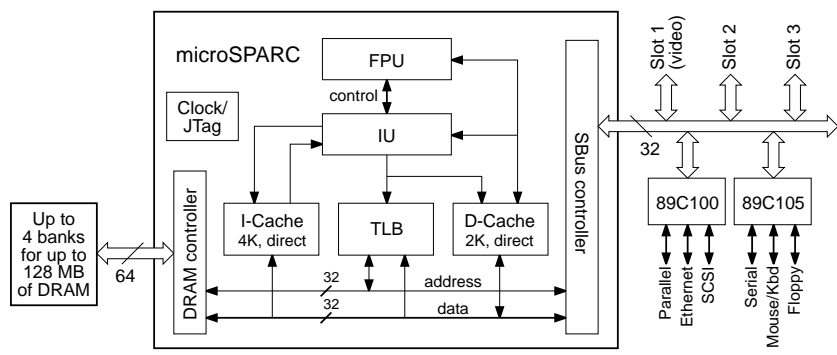 microSPARC
FPU
control
Clock/
JTag
IU
I-Cache
4K, direct
TLB
D-Cache
2K, direct
DRAM controller
SBus controller
32
address
32
data
Up to
4 banks
for up to
128 MB
of DRAM
64
Slot 1
(video)
Slot 2
Slot 3
32
89C100
89C105
Parallel
Ethernet
SCSI
Serial
Mouse/Kbd
Floppy